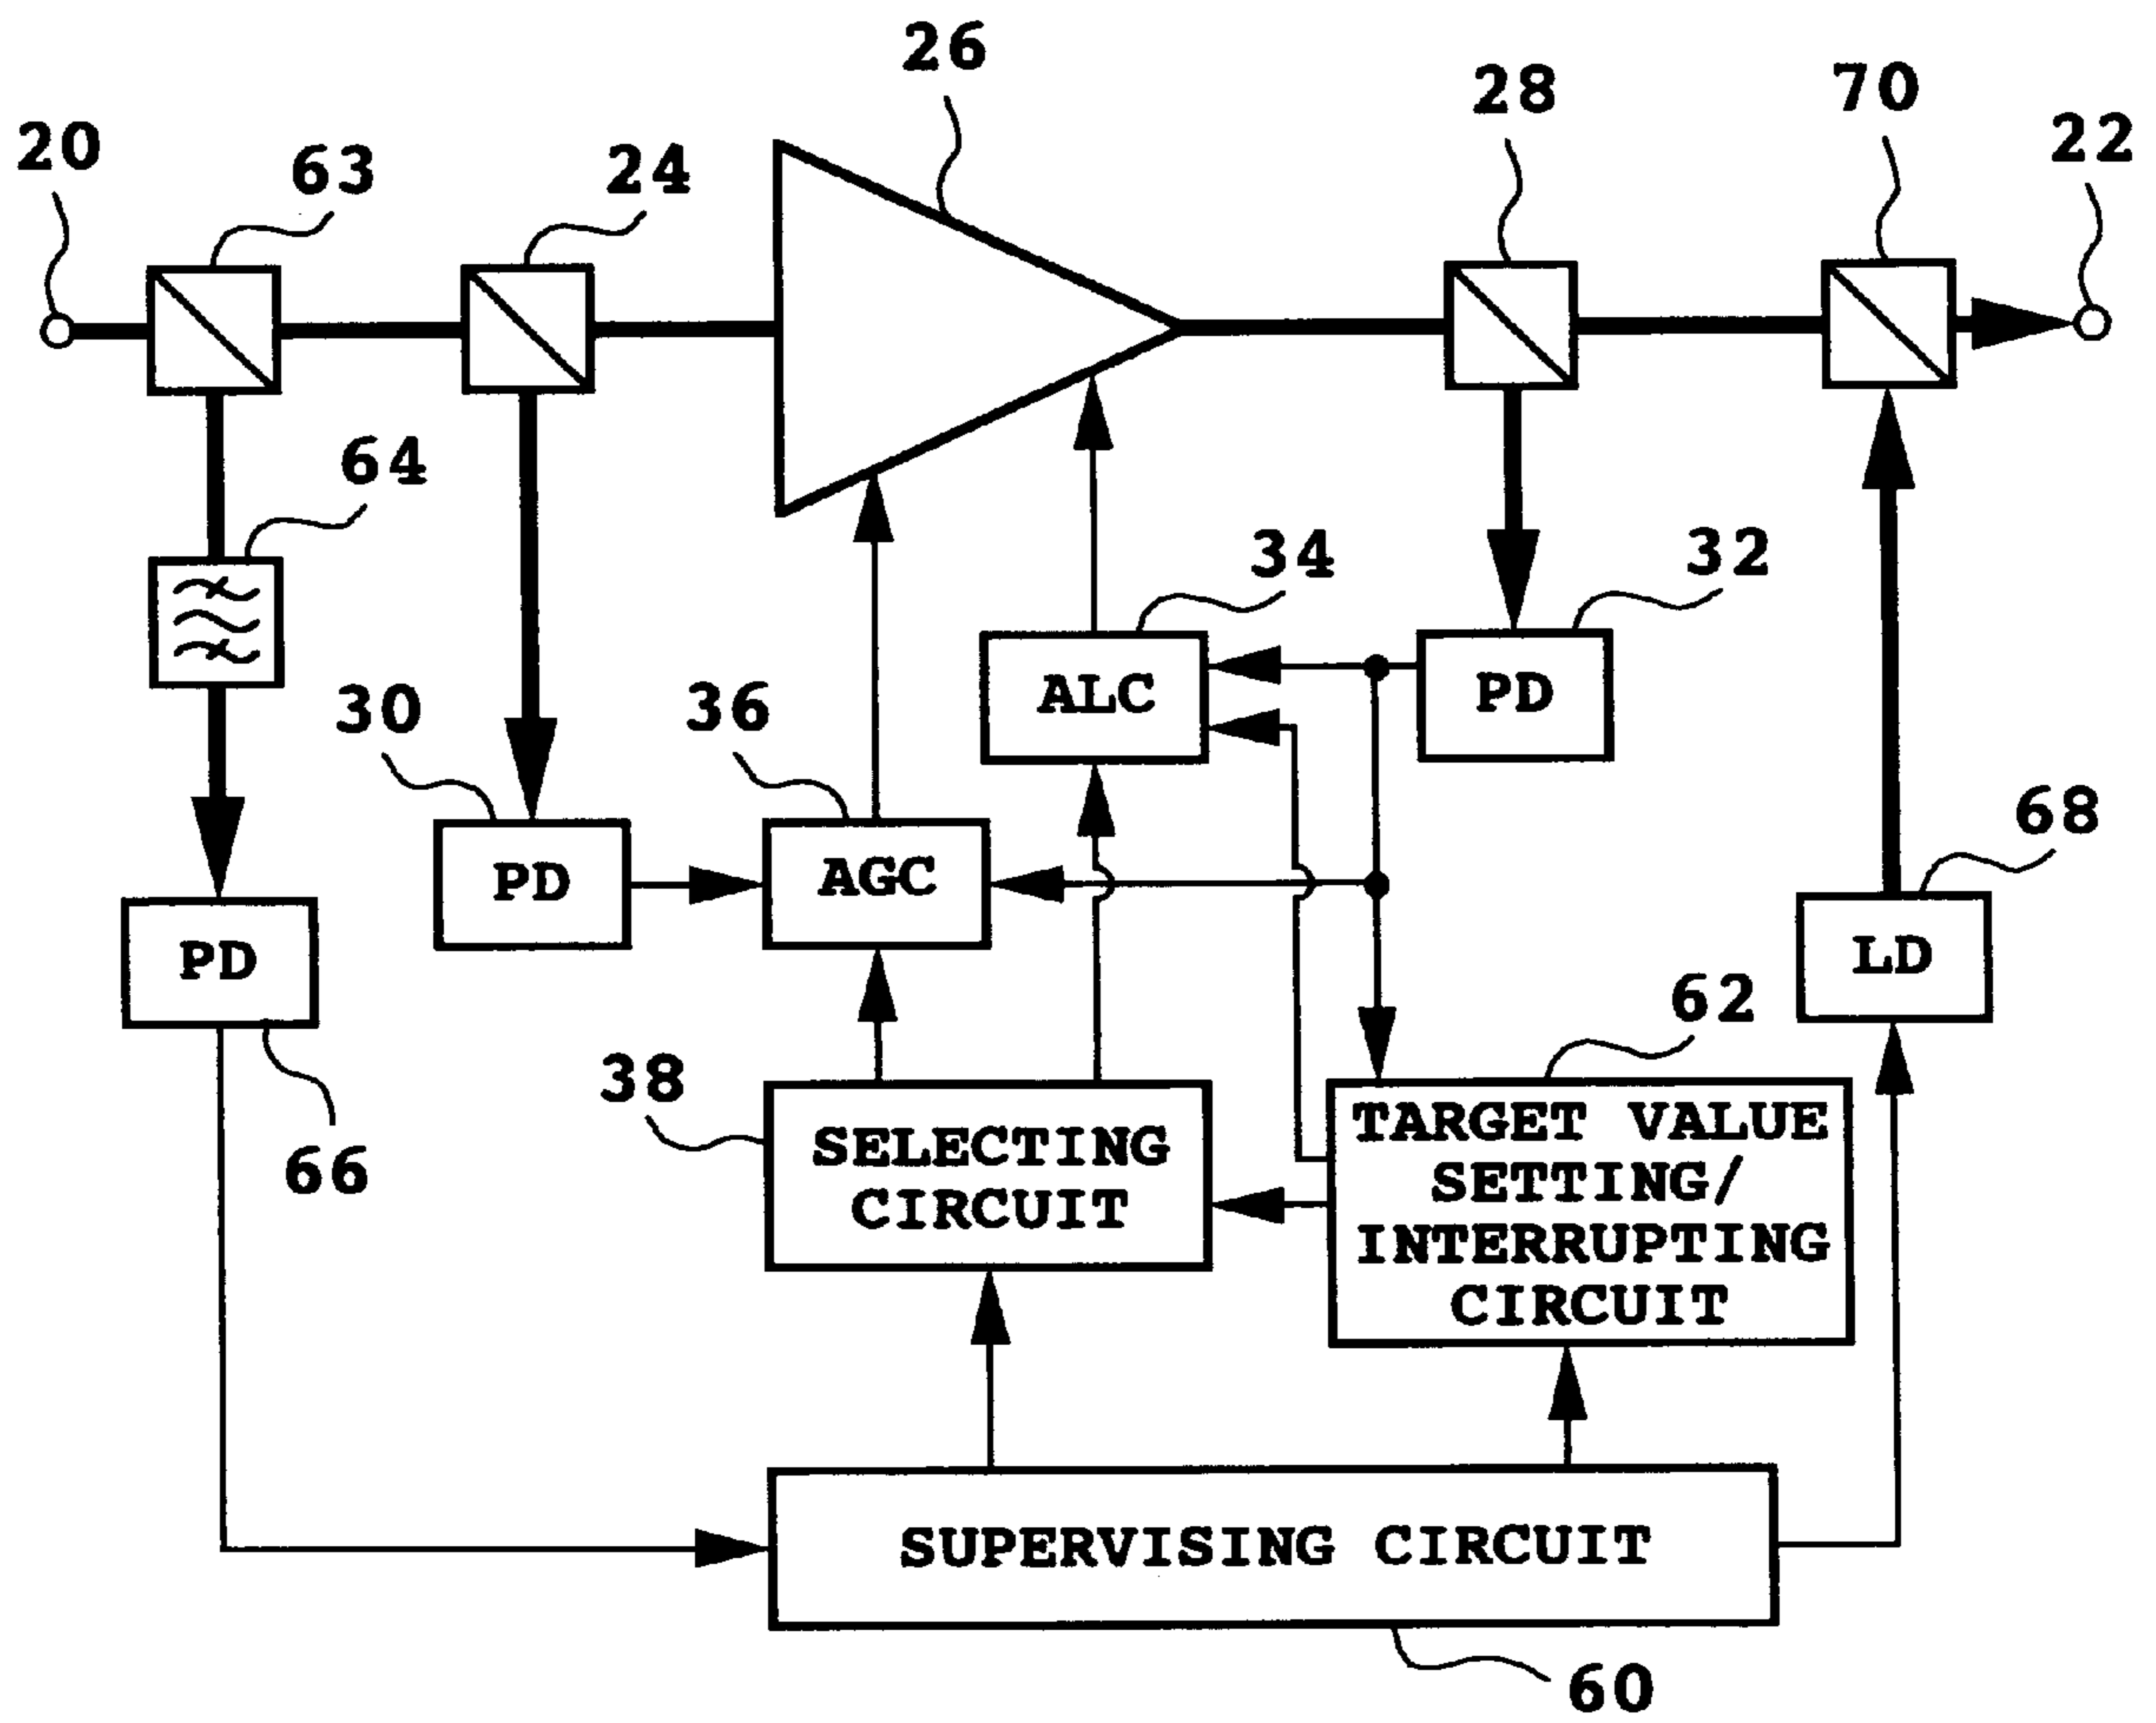 26
28
70
20
63
24
22
64
34
32
ALC
PD
30
36
68
PD
AGC
PD
LD
62
38
TARGET VALUE
SETTING/
INTERRUPTING
CIRCUIT
SELECTING
CIRCUIT
66
SUPERVISING CIRCUIT
60